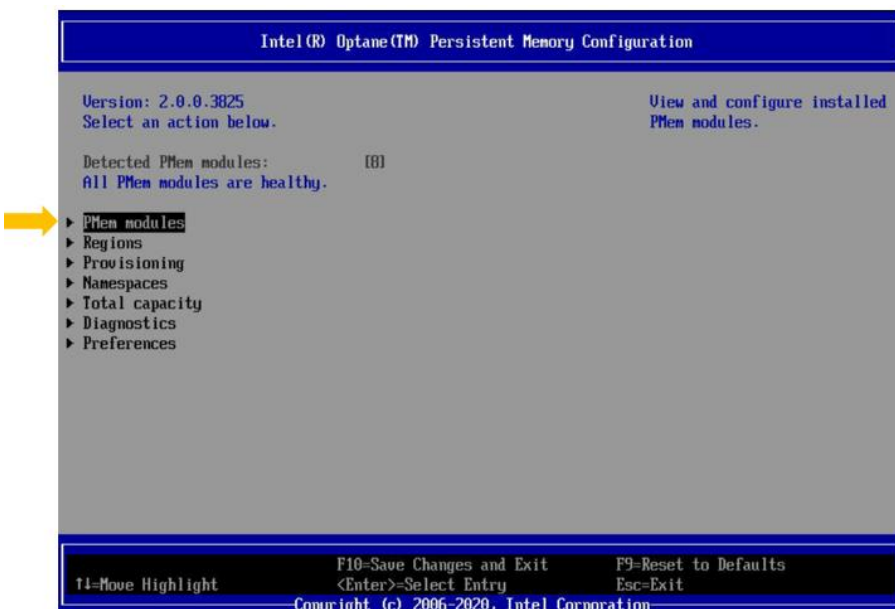 Intel(R) Optane(TM) Persistent Memory Configuration
Version: 2.0.0.3825
Select an action below.
View and configure installed
PMem modules.
Detected PMem modules: [8]
All PMem modules are healthy.
PMem modules
Regions
Provisioning
Namespaces
Total capacity
Diagnostics
Preferences
F10=Save Changes and Exit F9=Reset to Defaults
↑↓=Move Highlight <Enter>=Select Entry Esc=Exit
Copyright (c) 2006-2020, Intel Corporation